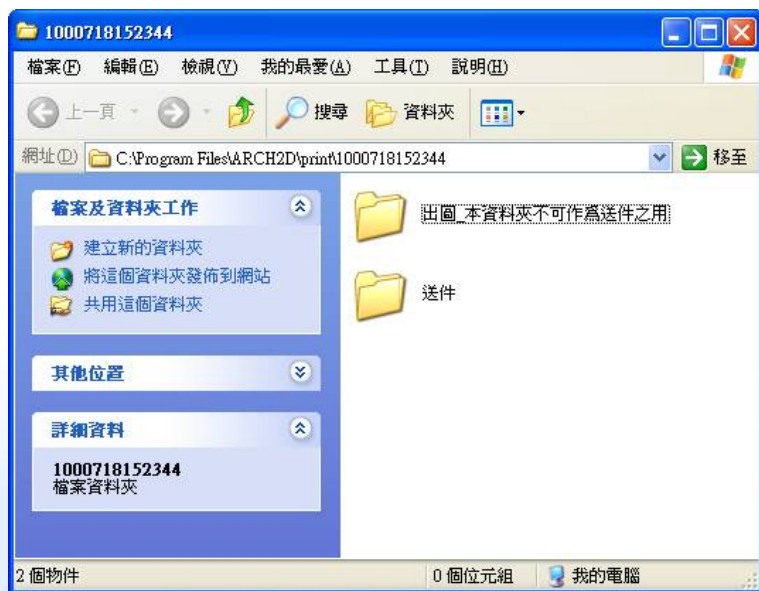 1000718152344
檔案(F) 編輯(E) 檢視(V) 我的最愛(A) 工具(T) 說明(H)
上一頁 搜尋 資料夾
網址(D) C:\Program Files\ARCH2D\print\1000718152344 移至
檔案及資料夾工作
建立新的資料夾
將這個資料夾發佈到網站
共用這個資料夾
其他位置
詳細資料
1000718152344
檔案資料夾
出圖_本資料夾不可作為送件之用
送件
2 個物件 0 個位元組 我的電腦